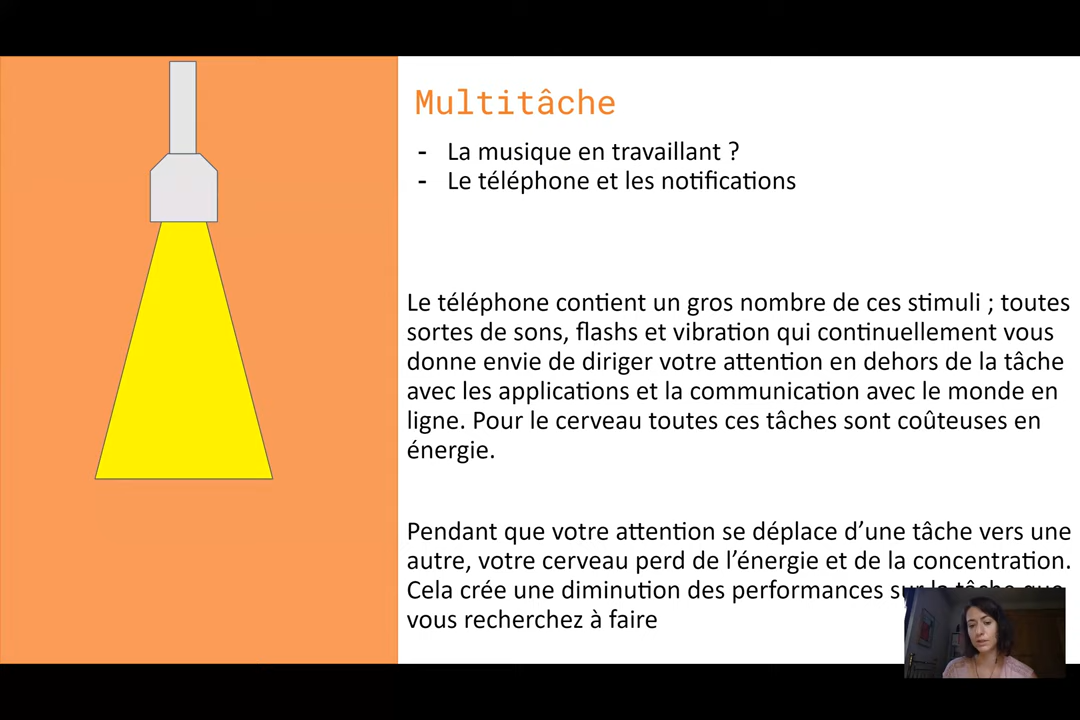 Multitâche
- La musique en travaillant ?
- Le téléphone et les notifications
Le téléphone contient un gros nombre de ces stimuli ; toutes
sortes de sons, flashs et vibration qui continuellement vous
donne envie de diriger votre attention en dehors de la tâche
avec les applications et la communication avec le monde en
ligne. Pour le cerveau toutes ces tâches sont coûteuses en
énergie.
Pendant que votre attention se déplace d’une tâche vers une
autre, votre cerveau perd de l’énergie et de la concentration.
Cela crée une diminution des performances sur la tâche que
vous recherchez à faire